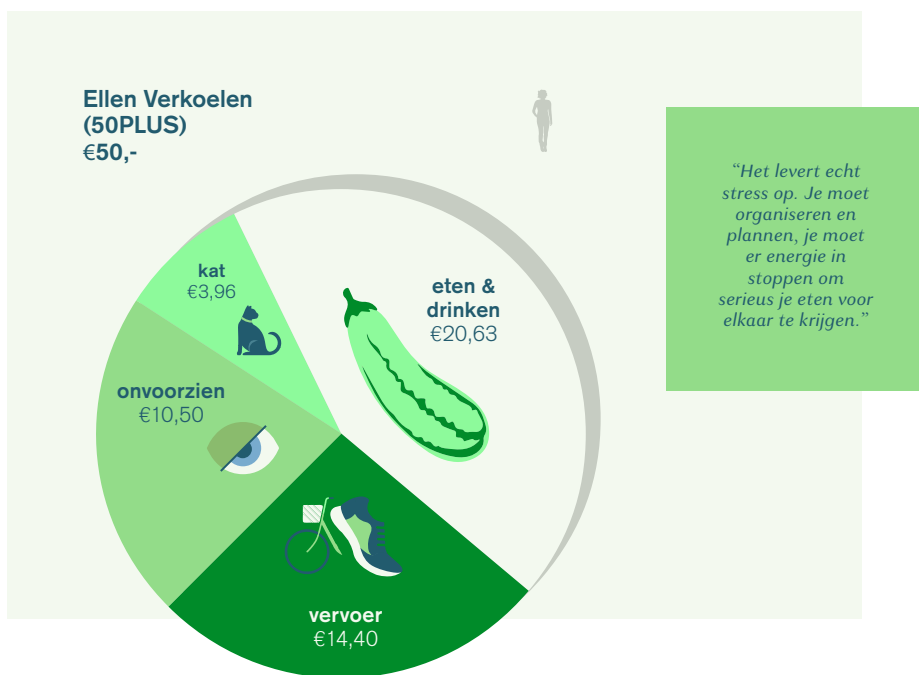 Ellen Verkoelen
(50PLUS)
€50,-
kat
€3,96
eten &
drinken
€20,63
onvoorzien
€10,50
vervoer
€14,40
“Het levert echt
stress op. Je moet
organiseren en
plannen, je moet
er energie in
stoppen om
serieus je eten voor
elkaar te krijgen.”